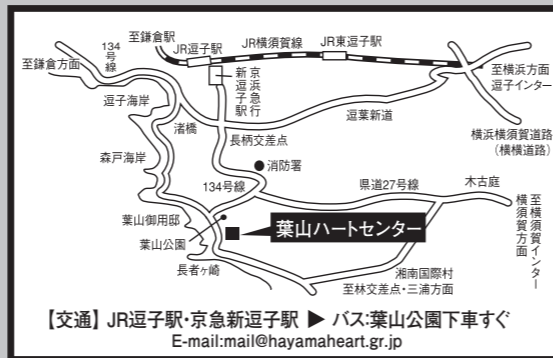 至鎌倉駅
JR逗子駅
JR横須賀線
JR東逗子駅
134号線
至鎌倉方面
京浜急行
新逗子駅
至横浜方面
逗子インター
逗子海岸
渚橋
逗葉新道
長柄交差点
横浜横須賀道路
(横横道路)
森戸海岸
消防署
134号線
県道27号線
木古庭
至横須賀インター
横須賀方面
葉山御用邸
葉山公園
葉山ハートセンター
長者ヶ崎
湘南国際村
至林交差点・三浦方面
【交通】JR逗子駅・京急新逗子駅 ▶ バス:葉山公園下車すぐ
E-mail:mail@hayamaheart.gr.jp